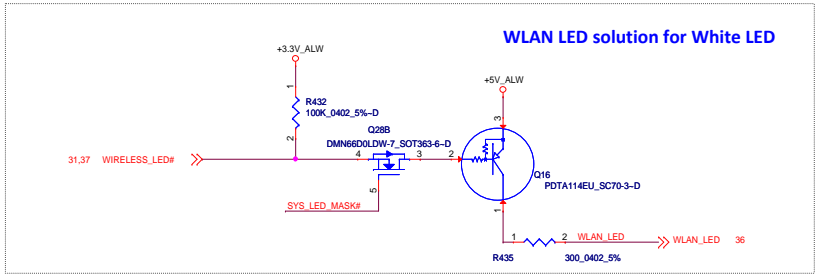 WLAN LED solution for White LED
+3.3V_ALW
+5V_ALW
1
R432
100K_0402_5%~D
2
3
Q28B
DMN66D0LDW-7_SOT363-6~D
31,37 WIRELESS_LED#
4
3
2
5
Q16
PDTA114EU_SC70-3~D
SYS_LED_MASK#
1
1
2
WLAN_LED
WLAN_LED 36
R435
300_0402_5%